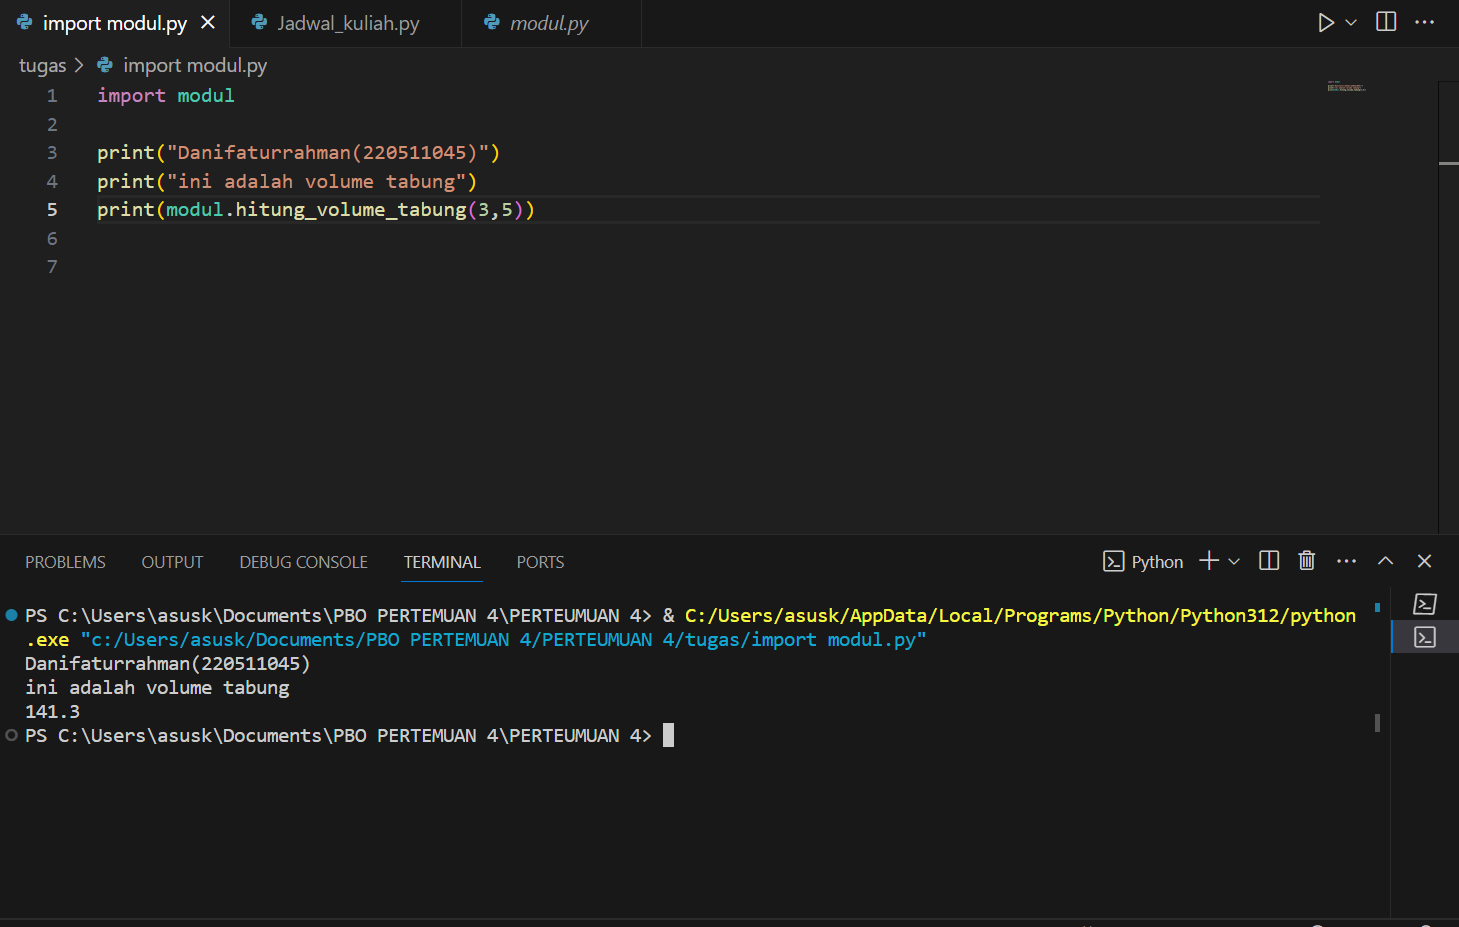 import modul.py Jadwal_kuliah.py modul.py
tugas > import modul.py
1 import modul
2
3 print("Danifaturrahman(220511045)")
4 print("ini adalah volume tabung")
5 print(modul.hitung_volume_tabung(3,5))
6
7
PROBLEMS OUTPUT DEBUG CONSOLE TERMINAL PORTS Python
PS C:\Users\asusk\Documents\PBO PERTEMUAN 4\PERTEUMUAN 4> & C:/Users/asusk/AppData/Local/Programs/Python/Python312/python
.exe "c:/Users/asusk/Documents/PBO PERTEMUAN 4/PERTEUMUAN 4/tugas/import modul.py"
Danifaturrahman(220511045)
ini adalah volume tabung
141.3
PS C:\Users\asusk\Documents\PBO PERTEMUAN 4\PERTEUMUAN 4>